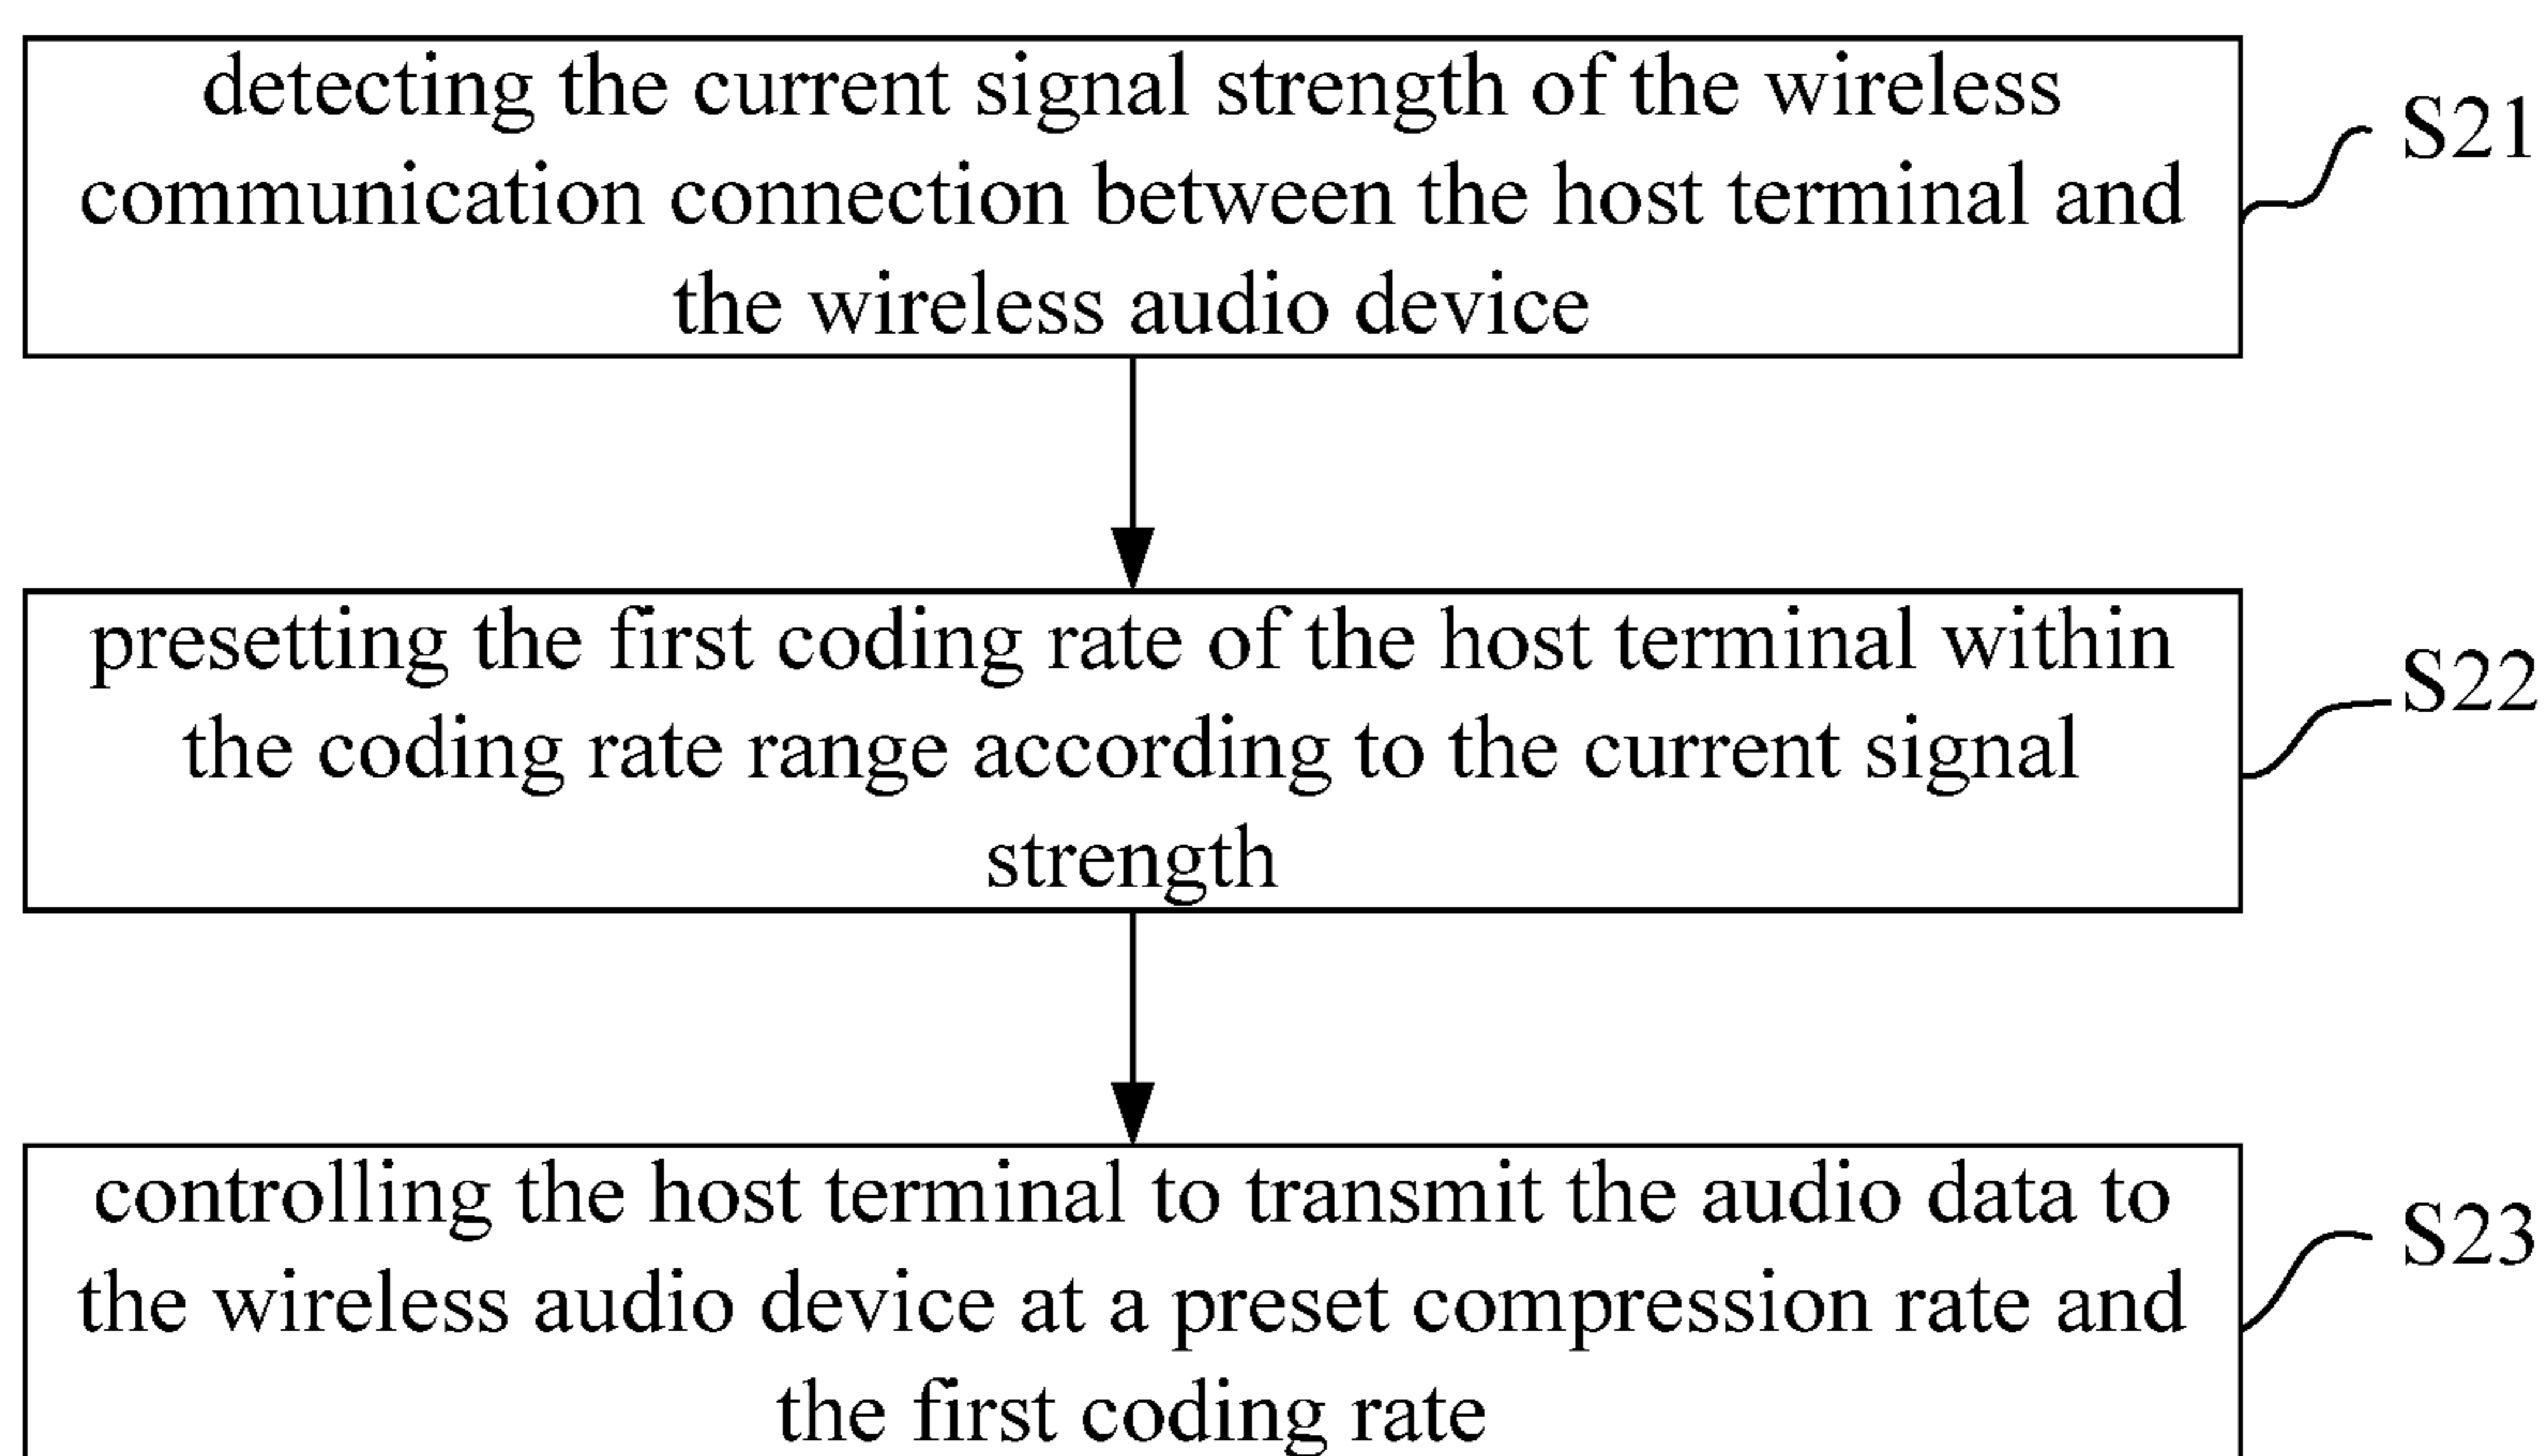 detecting the current signal strength of the wireless
communication connection between the host terminal and
the wireless audio device
S21
presetting the first coding rate of the host terminal within
the coding rate range according to the current signal
strength
S22
controlling the host terminal to transmit the audio data to
the wireless audio device at a preset compression rate and
the first coding rate
S23